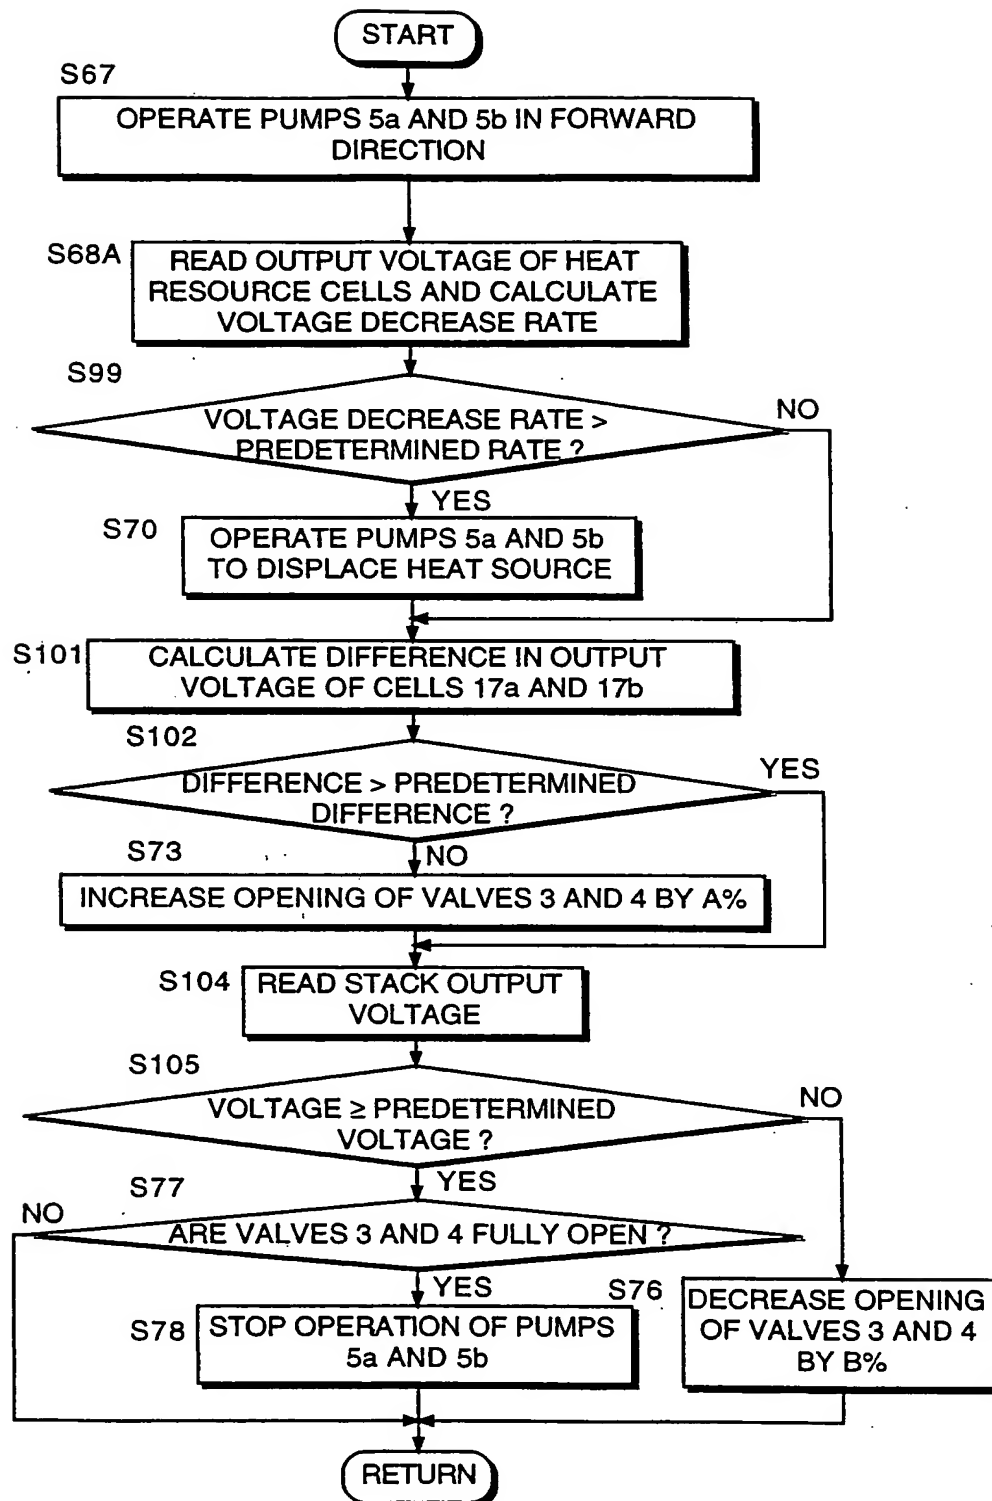 START
S67
OPERATE PUMPS 5a AND 5b IN FORWARD
DIRECTION
S68A
READ OUTPUT VOLTAGE OF HEAT
RESOURCE CELLS AND CALCULATE
VOLTAGE DECREASE RATE
S99
VOLTAGE DECREASE RATE >
PREDETERMINED RATE ?
NO
YES
S70
OPERATE PUMPS 5a AND 5b
TO DISPLACE HEAT SOURCE
S101
CALCULATE DIFFERENCE IN OUTPUT
VOLTAGE OF CELLS 17a AND 17b
S102
DIFFERENCE > PREDETERMINED
DIFFERENCE ?
YES
NO
S73
INCREASE OPENING OF VALVES 3 AND 4 BY A%
S104
READ STACK OUTPUT
VOLTAGE
S105
VOLTAGE ≥ PREDETERMINED
VOLTAGE ?
NO
YES
S77
NO
ARE VALVES 3 AND 4 FULLY OPEN ?
YES
S76
DECREASE OPENING
OF VALVES 3 AND 4
BY B%
S78
STOP OPERATION OF PUMPS
5a AND 5b
RETURN